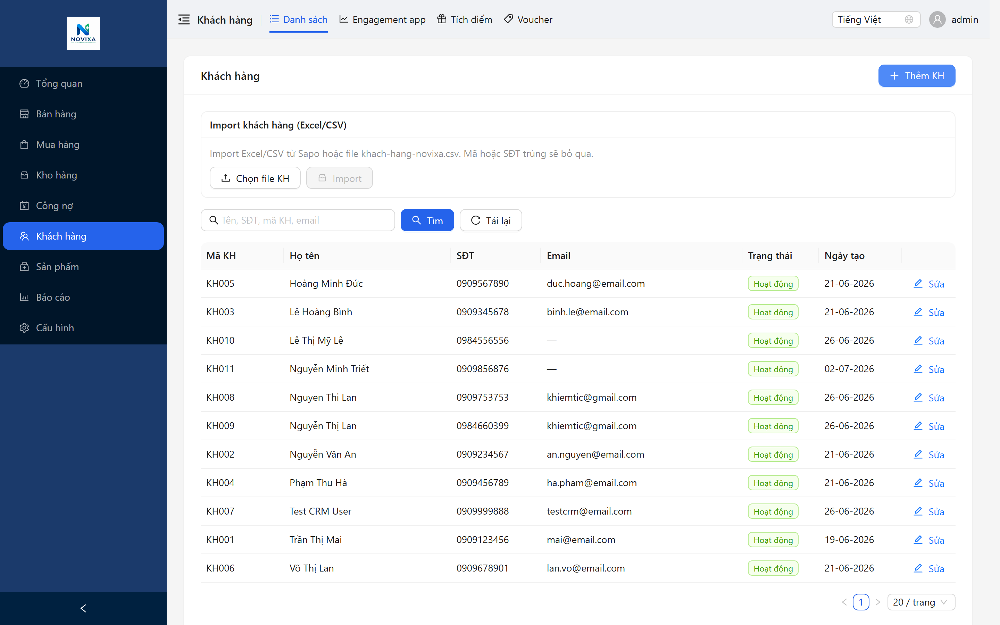 NOVIXA
Khách hàng
Danh sách
Engagement app
Tích điểm
Voucher
Tiếng Việt
admin
Tổng quan
Bán hàng
Mua hàng
Kho hàng
Công nợ
Khách hàng
Sản phẩm
Báo cáo
Cấu hình
Khách hàng
Thêm KH
Import khách hàng (Excel/CSV)
Import Excel/CSV từ Sapo hoặc file khach-hang-novixa.csv. Mã hoặc SĐT trùng sẽ bỏ qua.
Chọn file KH
Import
Tên, SĐT, mã KH, email
Tìm
Tải lại
Mã KH Họ tên SĐT Email Trạng thái Ngày tạo
KH005 Hoàng Minh Đức 0909567890 duc.hoang@email.com Hoạt động 21-06-2026 Sửa
KH003 Lê Hoàng Bình 0909345678 binh.le@email.com Hoạt động 21-06-2026 Sửa
KH010 Lê Thị Mỹ Lệ 0984556556 — Hoạt động 26-06-2026 Sửa
KH011 Nguyễn Minh Triết 0909856876 — Hoạt động 02-07-2026 Sửa
KH008 Nguyen Thi Lan 0909753753 khiemtic@gmail.com Hoạt động 26-06-2026 Sửa
KH009 Nguyễn Thị Lan 0984660399 khiemtic@gmail.com Hoạt động 26-06-2026 Sửa
KH002 Nguyễn Văn An 0909234567 an.nguyen@email.com Hoạt động 21-06-2026 Sửa
KH004 Phạm Thu Hà 0909456789 ha.pham@email.com Hoạt động 21-06-2026 Sửa
KH007 Test CRM User 0909999888 testcrm@email.com Hoạt động 26-06-2026 Sửa
KH001 Trần Thị Mai 0909123456 mai@email.com Hoạt động 19-06-2026 Sửa
KH006 Võ Thị Lan 0909678901 lan.vo@email.com Hoạt động 21-06-2026 Sửa
1
20 / trang